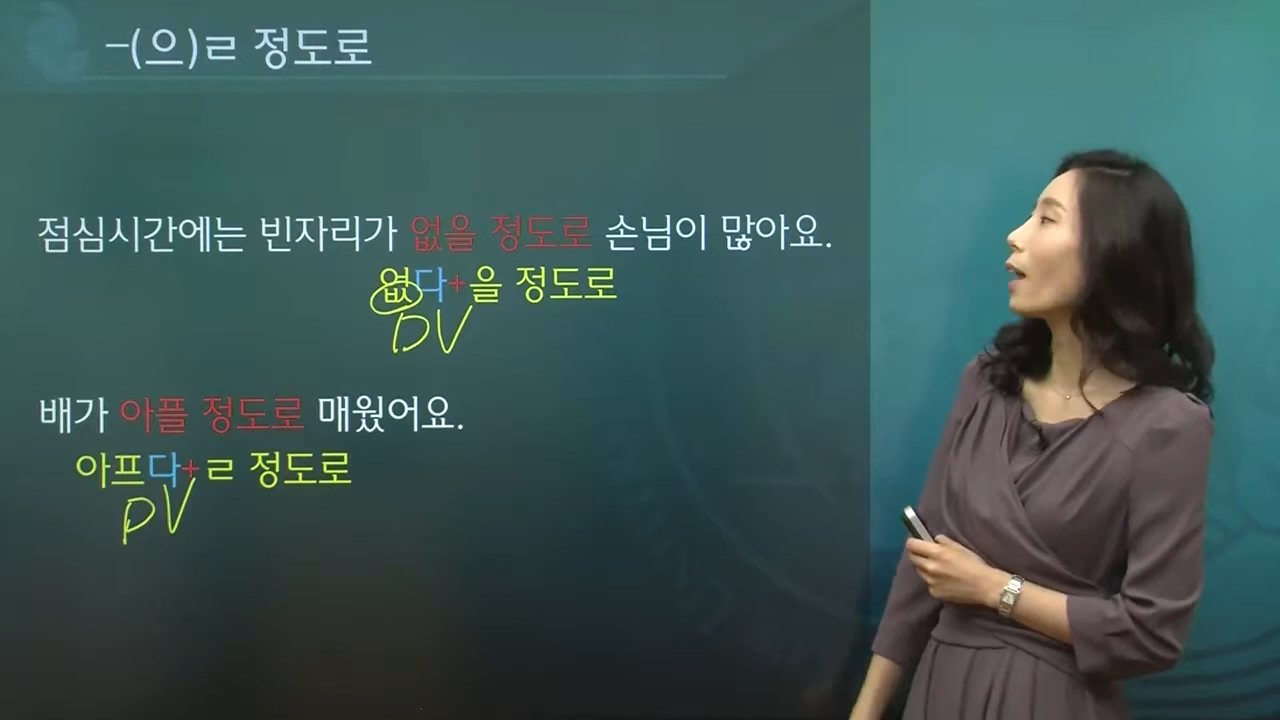 -(으)ㄹ 정도로
점심시간에는 빈자리가 없을 정도로 손님이 많아요.
없다+을 정도로
DV
배가 아플 정도로 매웠어요.
아프다+ㄹ 정도로
DV